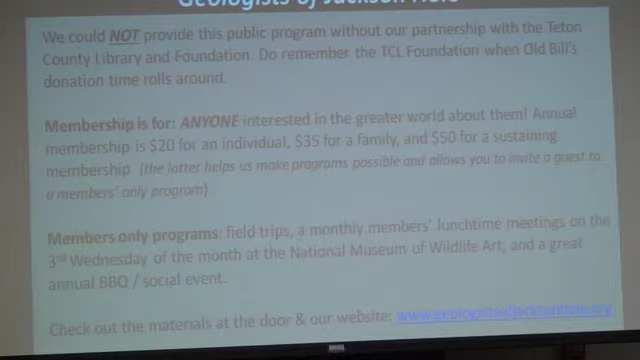 Geologists of Jackson Hole
We could NOT provide this public program without our partnership with the Teton
County Library and Foundation. Do remember the TCL Foundation when Old Bill's
donation time rolls around.
Membership is for: ANYONE interested in the greater world about them! Annual
membership is $20 for an individual, $35 for a family, and $50 for a sustaining
membership (the latter helps us make programs possible and allows you to invite a guest to
a members' only program).
Members only programs: field trips, a monthly members' lunchtime meetings on the
3rd Wednesday of the month at the National Museum of Wildlife Art, and a great
annual BBQ / social event.
Check out the materials at the door & our website: